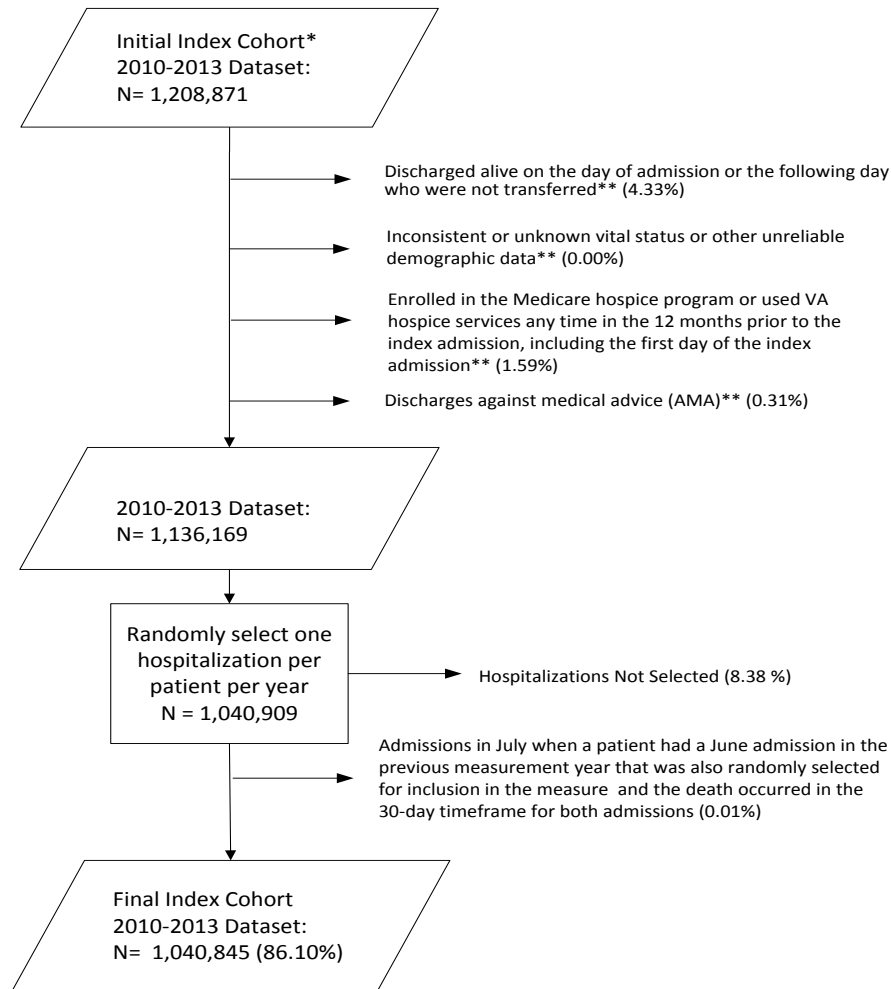 Initial Index Cohort*
2010-2013 Dataset:
N= 1,208,871
Discharged alive on the day of admission or the following day
who were not transferred** (4.33%)
Inconsistent or unknown vital status or other unreliable
demographic data** (0.00%)
Enrolled in the Medicare hospice program or used VA
hospice services any time in the 12 months prior to the
index admission, including the first day of the index
admission** (1.59%)
Discharges against medical advice (AMA)** (0.31%)
2010-2013 Dataset:
N= 1,136,169
Randomly select one
hospitalization per
patient per year
N = 1,040,909
Hospitalizations Not Selected (8.38 %)
Admissions in July when a patient had a June admission in the
previous measurement year that was also randomly selected
for inclusion in the measure and the death occurred in the
30-day timeframe for both admissions (0.01%)
Final Index Cohort
2010-2013 Dataset:
N= 1,040,845 (86.10%)